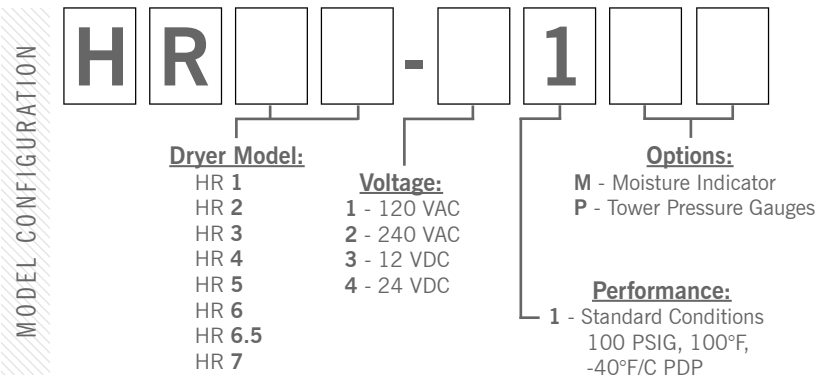 MODEL CONFIGURATION
HR - 1
Dryer Model:
HR 1
HR 2
HR 3
HR 4
HR 5
HR 6
HR 6.5
HR 7
Voltage:
1 - 120 VAC
2 - 240 VAC
3 - 12 VDC
4 - 24 VDC
Options:
M - Moisture Indicator
P - Tower Pressure Gauges
Performance:
1 - Standard Conditions
100 PSIG, 100°F,
-40°F/C PDP